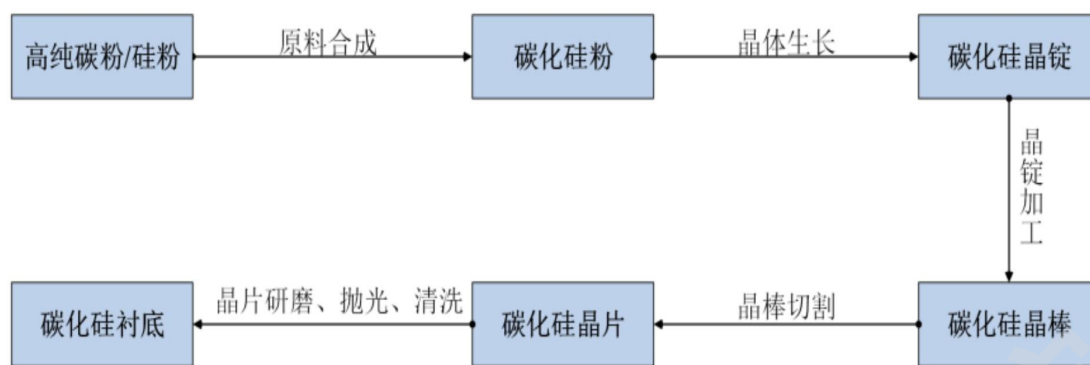 高纯碳粉/硅粉
原料合成
碳化硅粉
晶体生长
碳化硅晶锭
晶锭加工
碳化硅晶棒
晶棒切割
碳化硅晶片
晶片研磨、抛光、清洗
碳化硅衬底